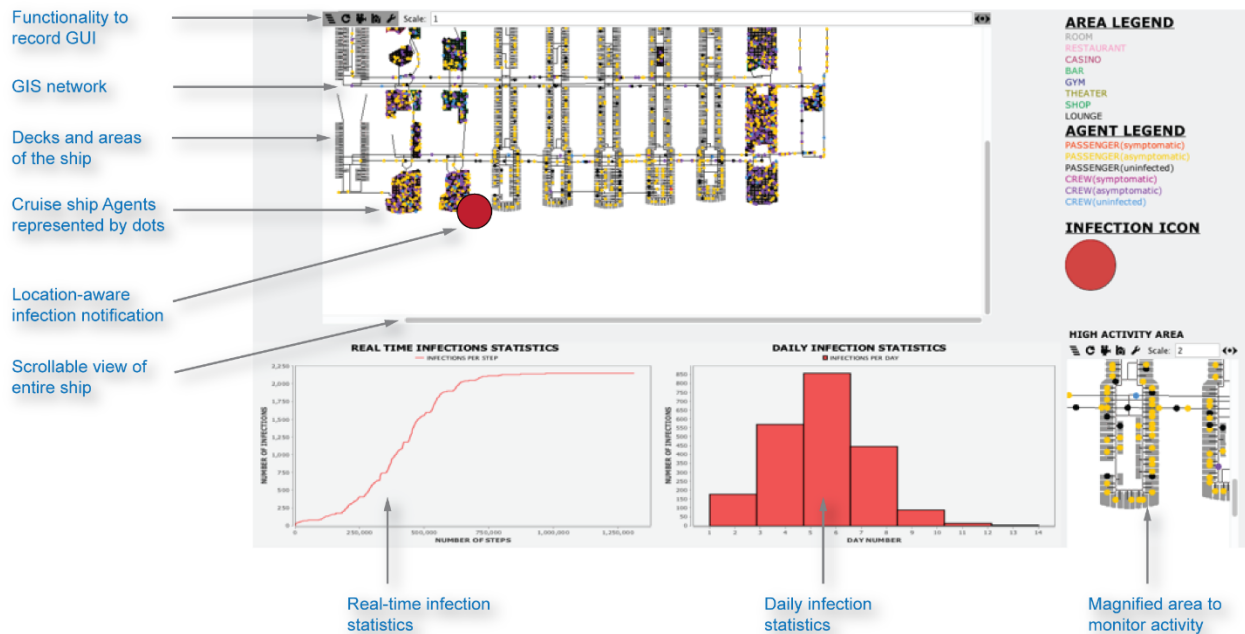 Functionality to
record GUI
GIS network
Decks and areas
of the ship
Cruise ship Agents
represented by dots
Location-aware
infection notification
Scrollable view of
entire ship
Scale: 1
AREA LEGEND
ROOM
RESTAURANT
CASINO
BAR
GYM
THEATER
SHOP
LOUNGE
AGENT LEGEND
PASSENGER(symptomatic)
PASSENGER(asymptomatic)
PASSENGER(uninfected)
CREW(symptomatic)
CREW(asymptomatic)
CREW(uninfected)
INFECTION ICON
REAL TIME INFECTIONS STATISTICS
INFECTIONS PER STEP
NUMBER OF INFECTIONS
2,250
2,000
1,750
1,500
1,250
1,000
750
500
250
0
0 250,000 500,000 750,000 1,000,000 1,250,000
NUMBER OF STEPS
DAILY INFECTION STATISTICS
INFECTIONS PER DAY
NUMBER OF INFECTIONS
850
800
750
700
650
600
550
500
450
400
350
300
250
200
150
100
50
0
1 2 3 4 5 6 7 8 9 10 11 12 13 14
DAY NUMBER
HIGH ACTIVITY AREA
Scale: 2
Real-time infection
statistics
Daily infection
statistics
Magnified area to
monitor activity